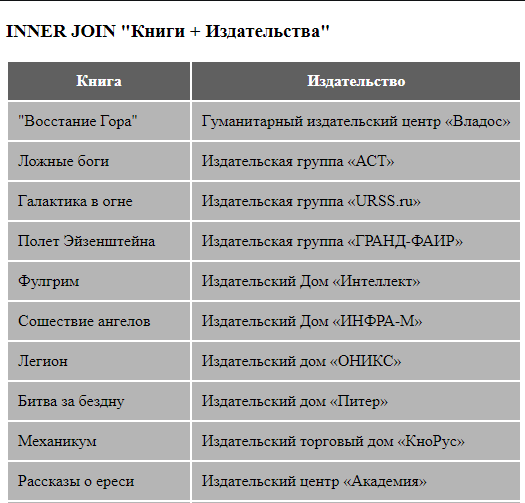 INNER JOIN "Книги + Издательства"
Книга Издательство
"Восстание Гора" Гуманитарный издательский центр «Владос»
Ложные боги Издательская группа «АСТ»
Галактика в огне Издательская группа «URSS.ru»
Полет Эйзенштейна Издательская группа «ГРАНД-ФАИР»
Фулгрим Издательский Дом «Интеллект»
Сошествие ангелов Издательский Дом «ИНФРА-М»
Легион Издательский дом «ОНИКС»
Битва за бездну Издательский дом «Питер»
Механикум Издательский торговый дом «КноРус»
Рассказы о ереси Издательский центр «Академия»